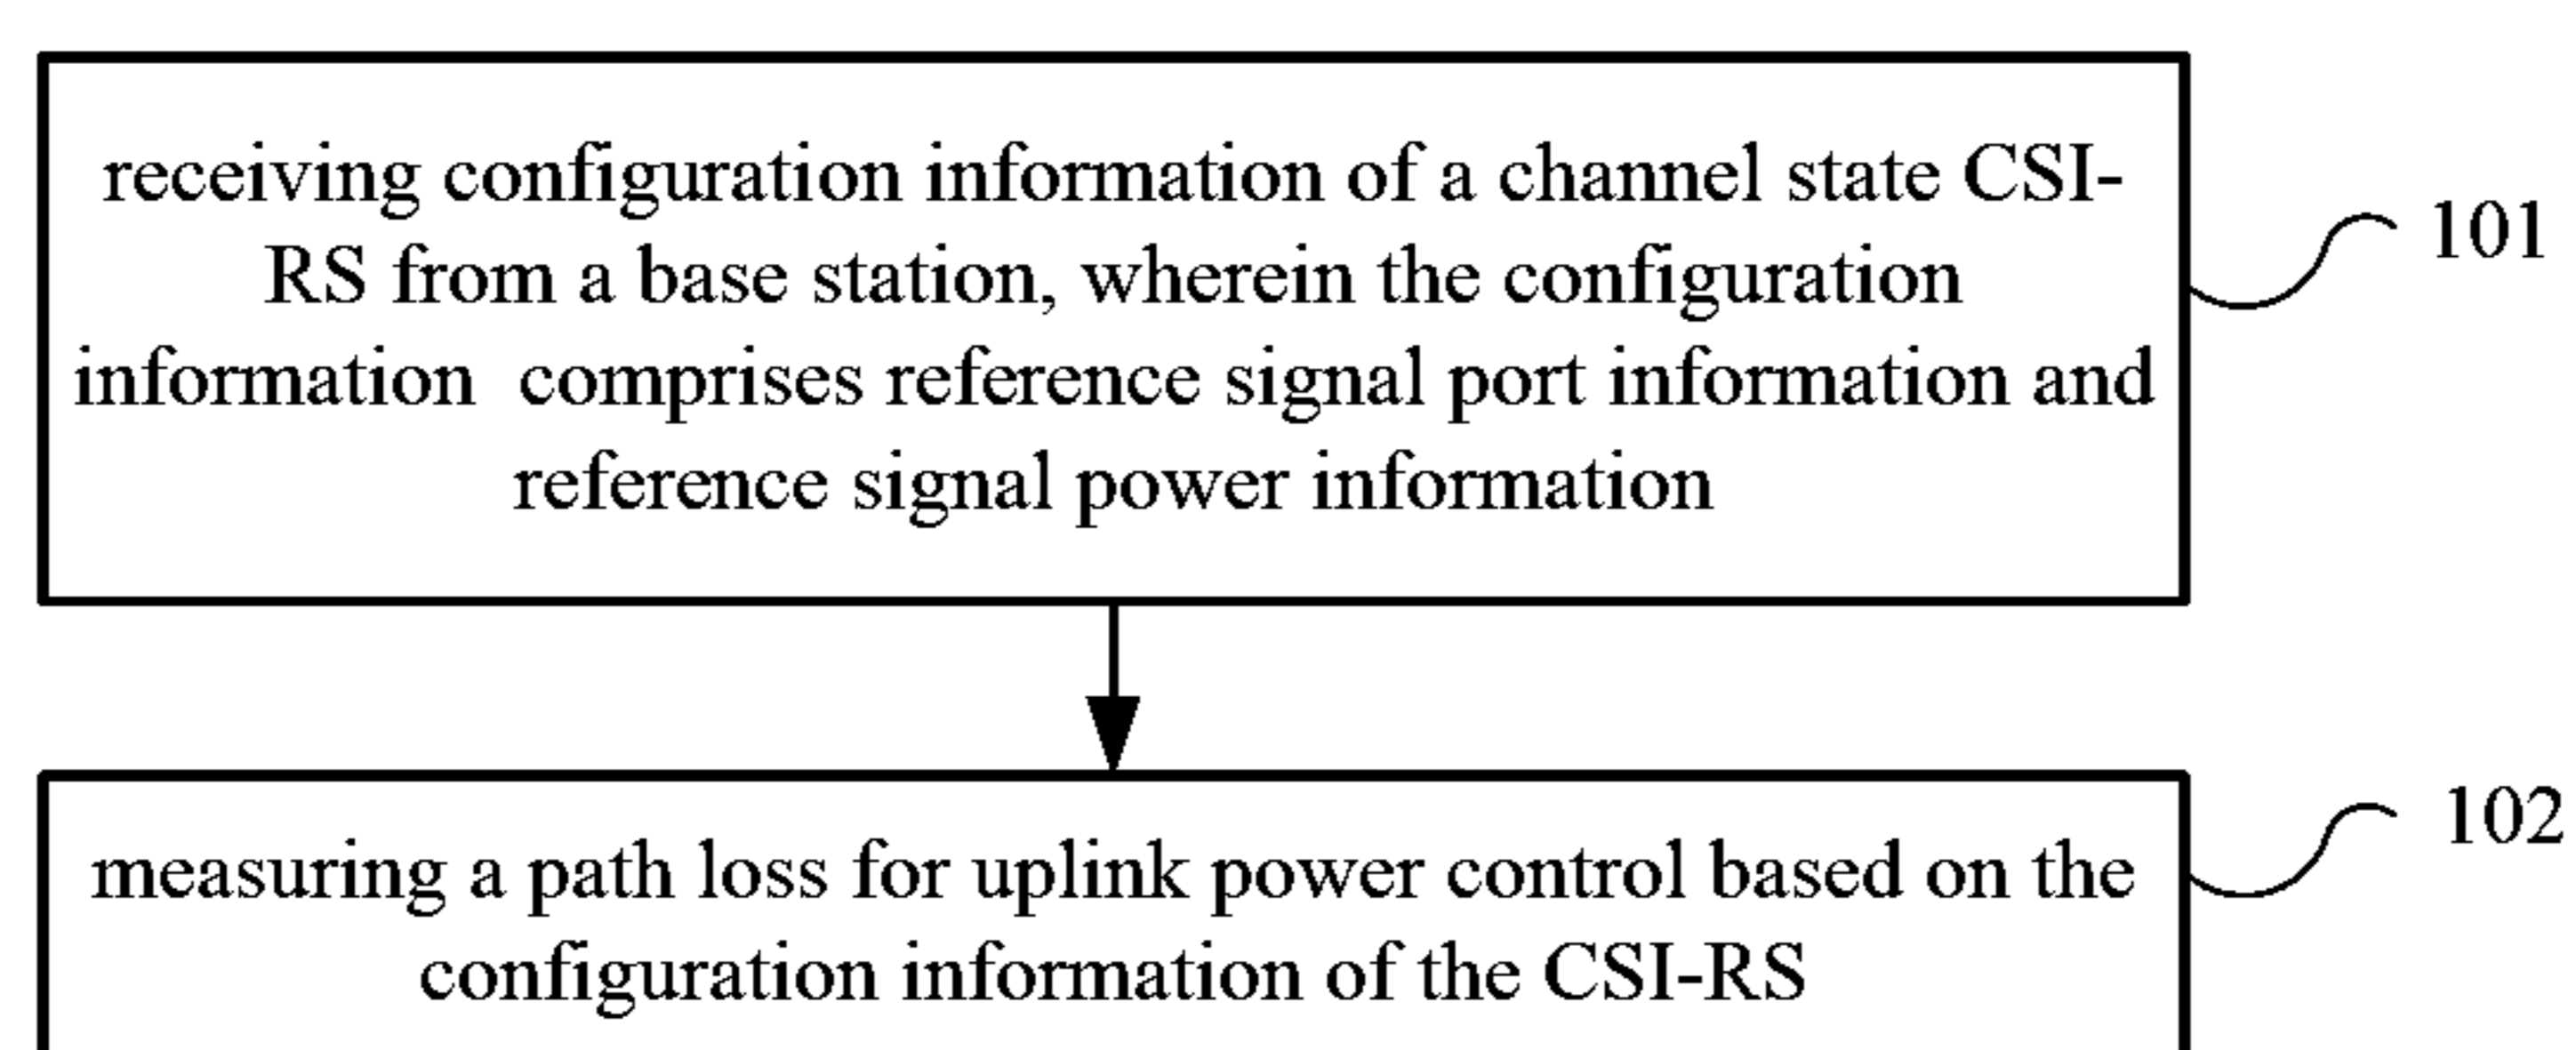 receiving configuration information of a channel state CSI-
RS from a base station, wherein the configuration
information  comprises reference signal port information and
reference signal power information
101
measuring a path loss for uplink power control based on the
configuration information of the CSI-RS
102